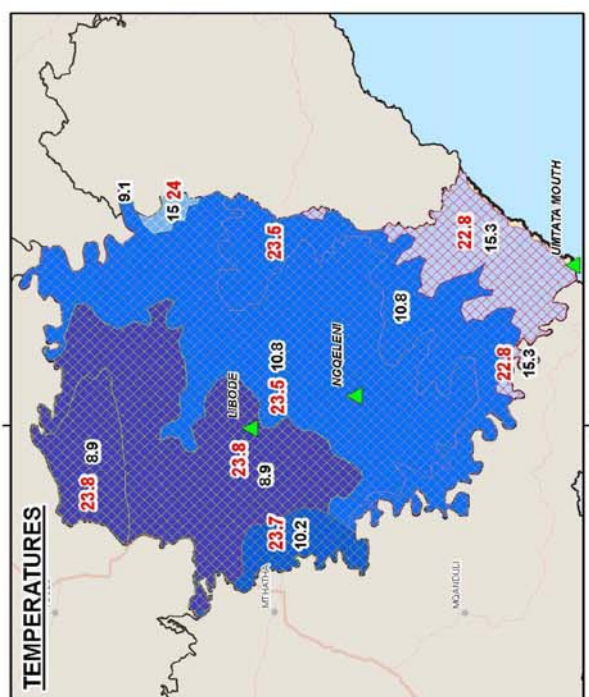 TEMPERATURES
23.8 8.9
9.1
15 24
LIBODE
23.8
8.9
MTHATHA
23.7
10.2
23.5 10.8
23.5
NGQELENI
10.8
MQANDULI
22.8
15.3
22.8
15.3
UMTATA MOUTH